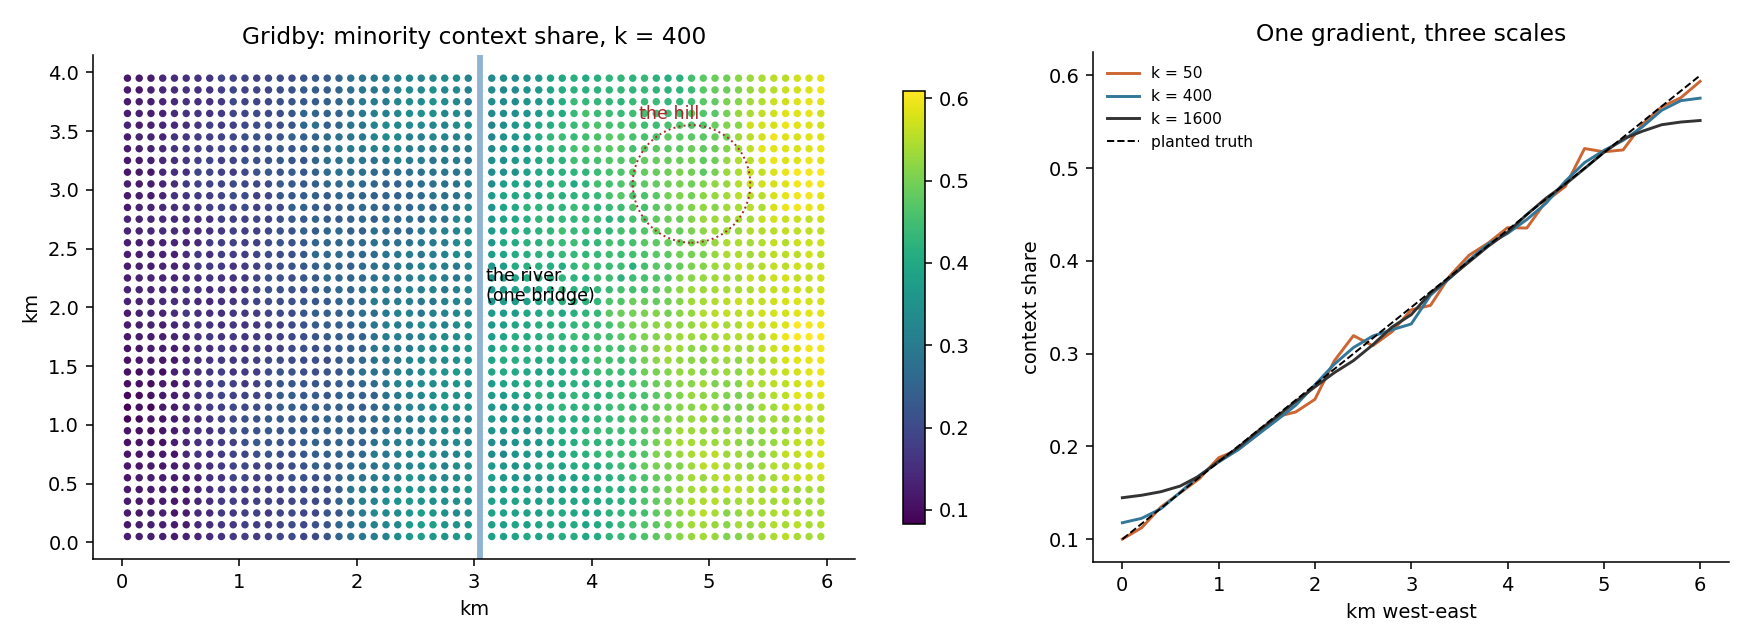 Gridby: minority context share, k = 400
4.0
3.5
3.0
2.5
2.0
1.5
1.0
0.5
0.0
km
the hill
the river
(one bridge)
0 1 2 3 4 5 6
km
0.6
0.5
0.4
0.3
0.2
0.1
One gradient, three scales
k = 50
k = 400
k = 1600
planted truth
0.6
0.5
0.4
0.3
0.2
0.1
context share
0 1 2 3 4 5 6
km west-east